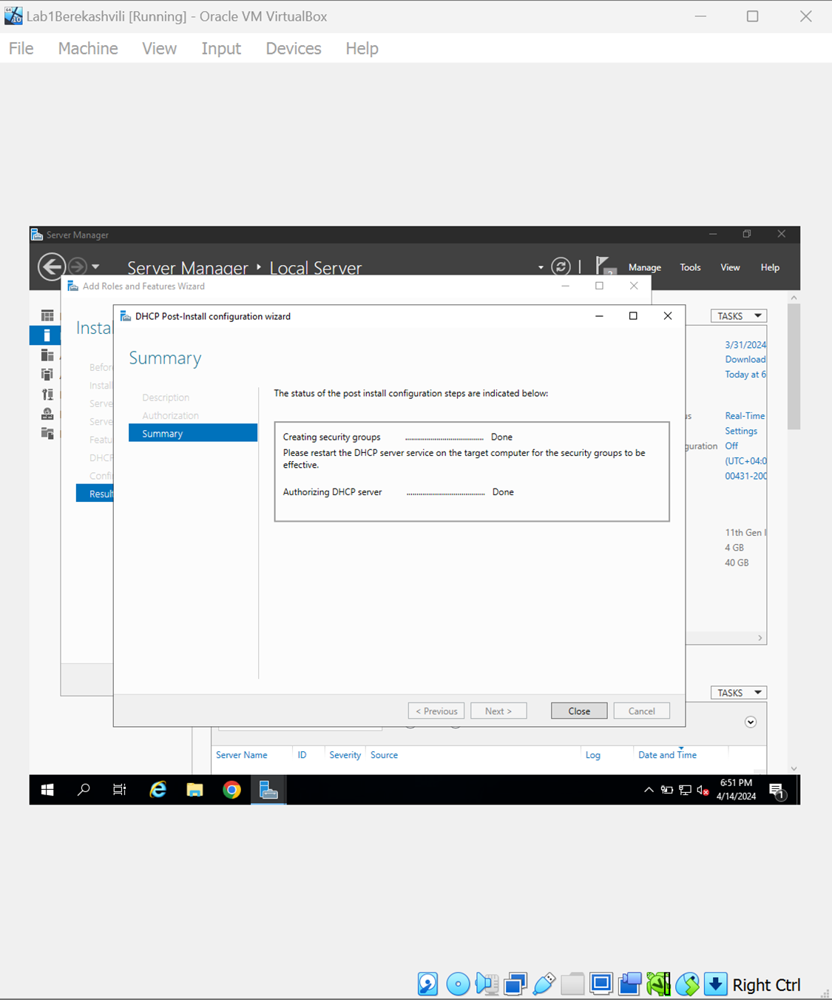 Lab1Berekashvili [Running] - Oracle VM VirtualBox
File Machine View Input Devices Help
Server Manager
Server Manager Local Server
Manage Tools View Help
Add Roles and Features Wizard
DHCP Post-Install configuration wizard
TASKS
Instal
Summary
Before
Install
Serve
Serve
Featu
DHCP
Confi
Result
Description
Authorization
Summary
The status of the post install configuration steps are indicated below:
Creating security groups ........................................ Done
Please restart the DHCP server service on the target computer for the security groups to be
effective.
Authorizing DHCP server ........................................ Done
3/31/2024
Download
Today at 6
us
Real-Time
Settings
guration Off
(UTC+04:0
00431-200
11th Gen I
4 GB
40 GB
< Previous Next > Close Cancel
TASKS
Server Name ID Severity Source Log Date and Time
6:51 PM
4/14/2024
1
Right Ctrl